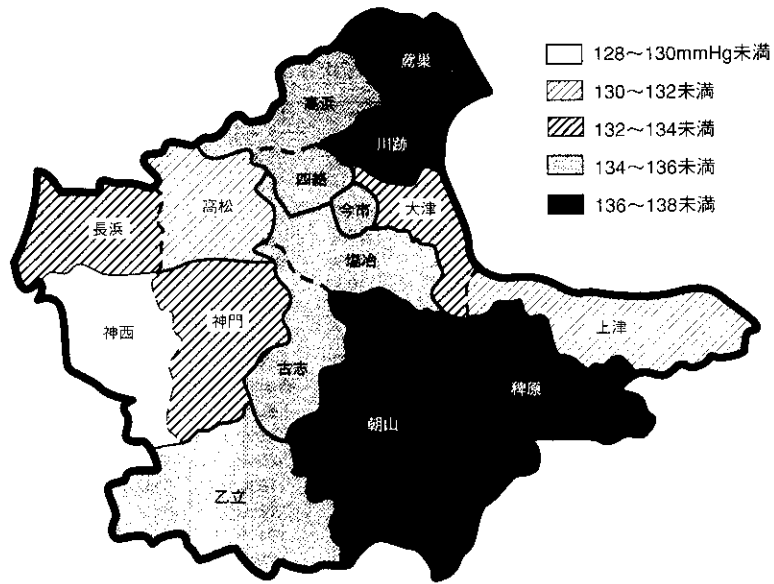 128〜130mmHg未満
130〜132未満
132〜134未満
134〜136未満
136〜138未満
鳶巣
高浜
川跡
四絡
高松
今市
大津
長浜
塩冶
神西
神門
上津
古志
稗原
朝山
乙立